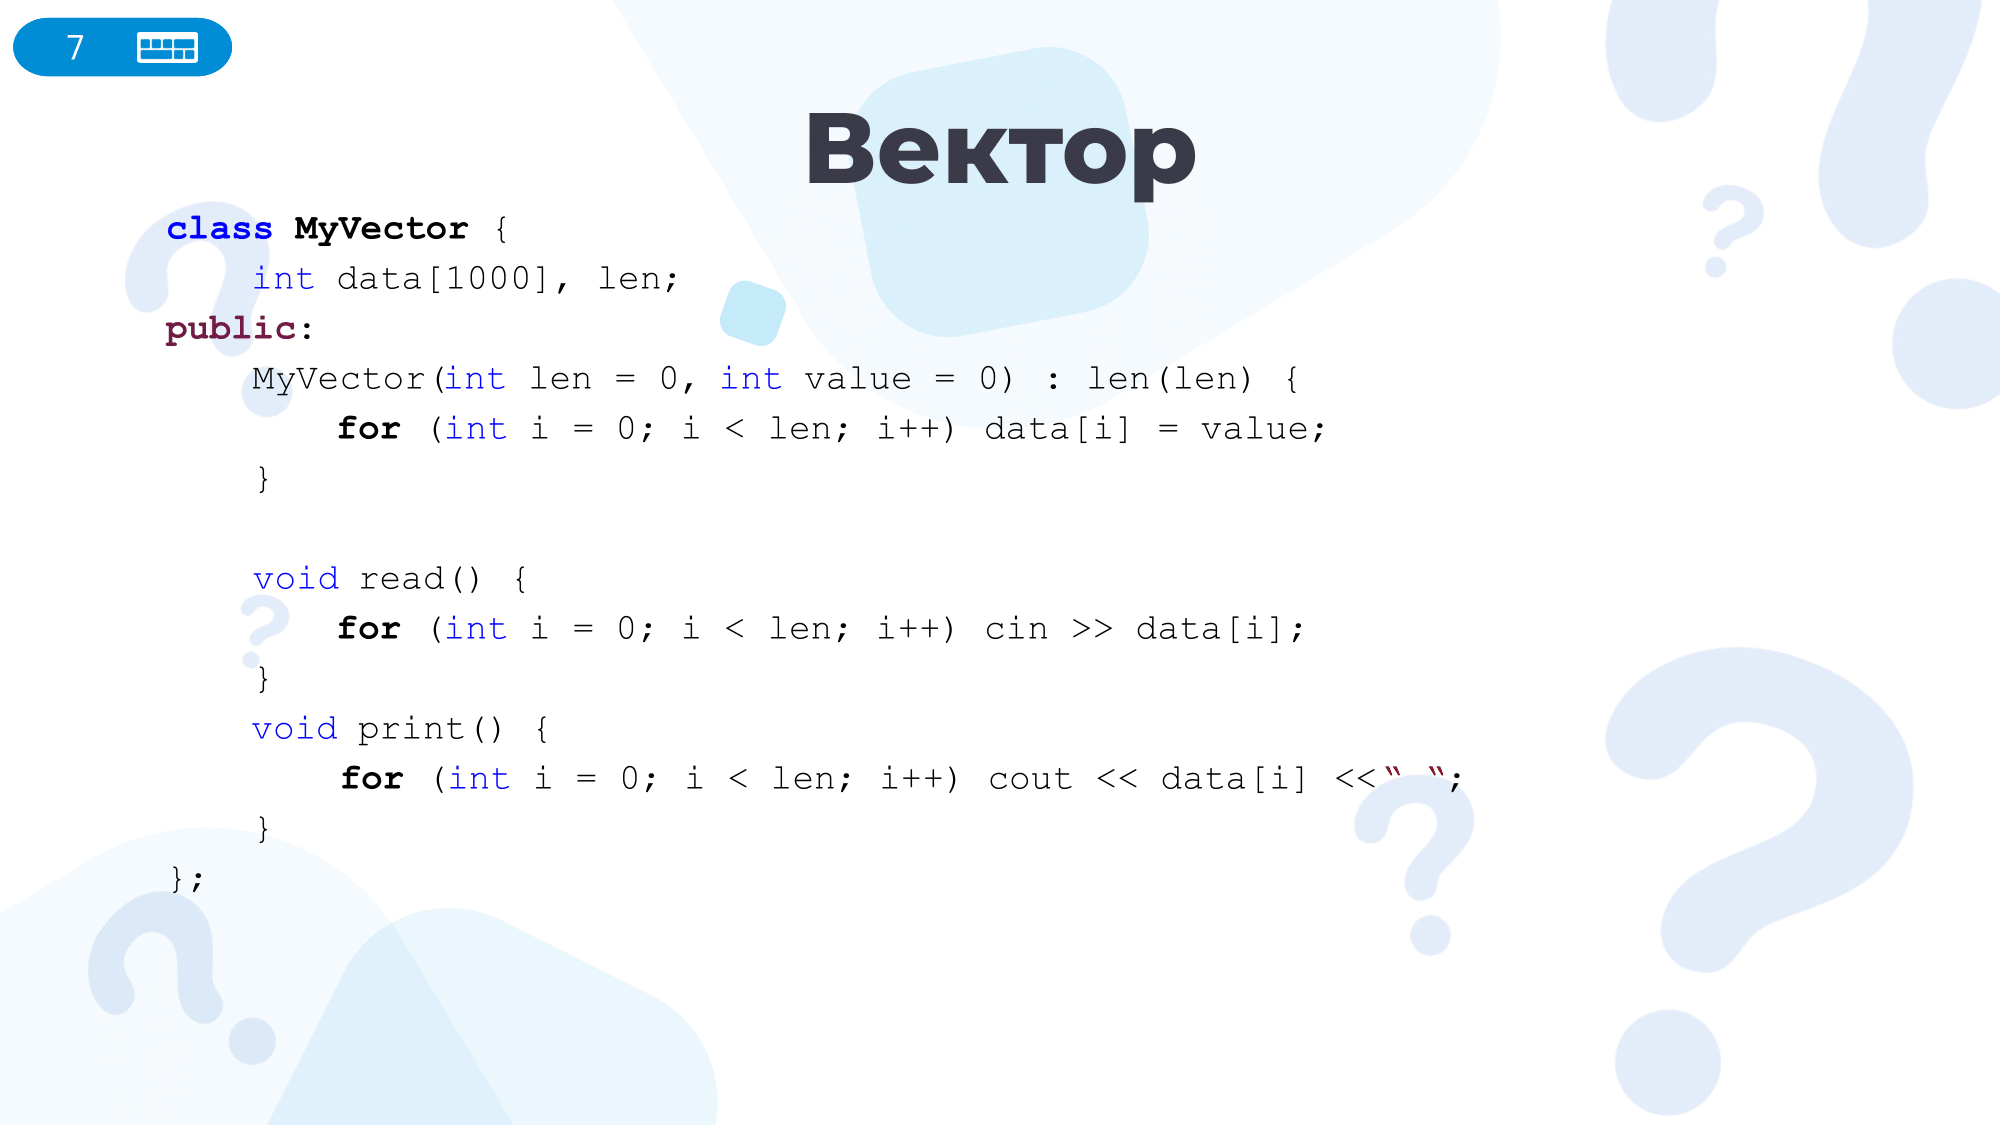 7
Вектор
class MyVector {
    int data[1000], len;
public:
    MyVector(int len = 0, int value = 0) : len(len) {
        for (int i = 0; i < len; i++) data[i] = value;
    }

    void read() {
        for (int i = 0; i < len; i++) cin >> data[i];
    }
    void print() {
        for (int i = 0; i < len; i++) cout << data[i] <<‟ ‟;
    }
};